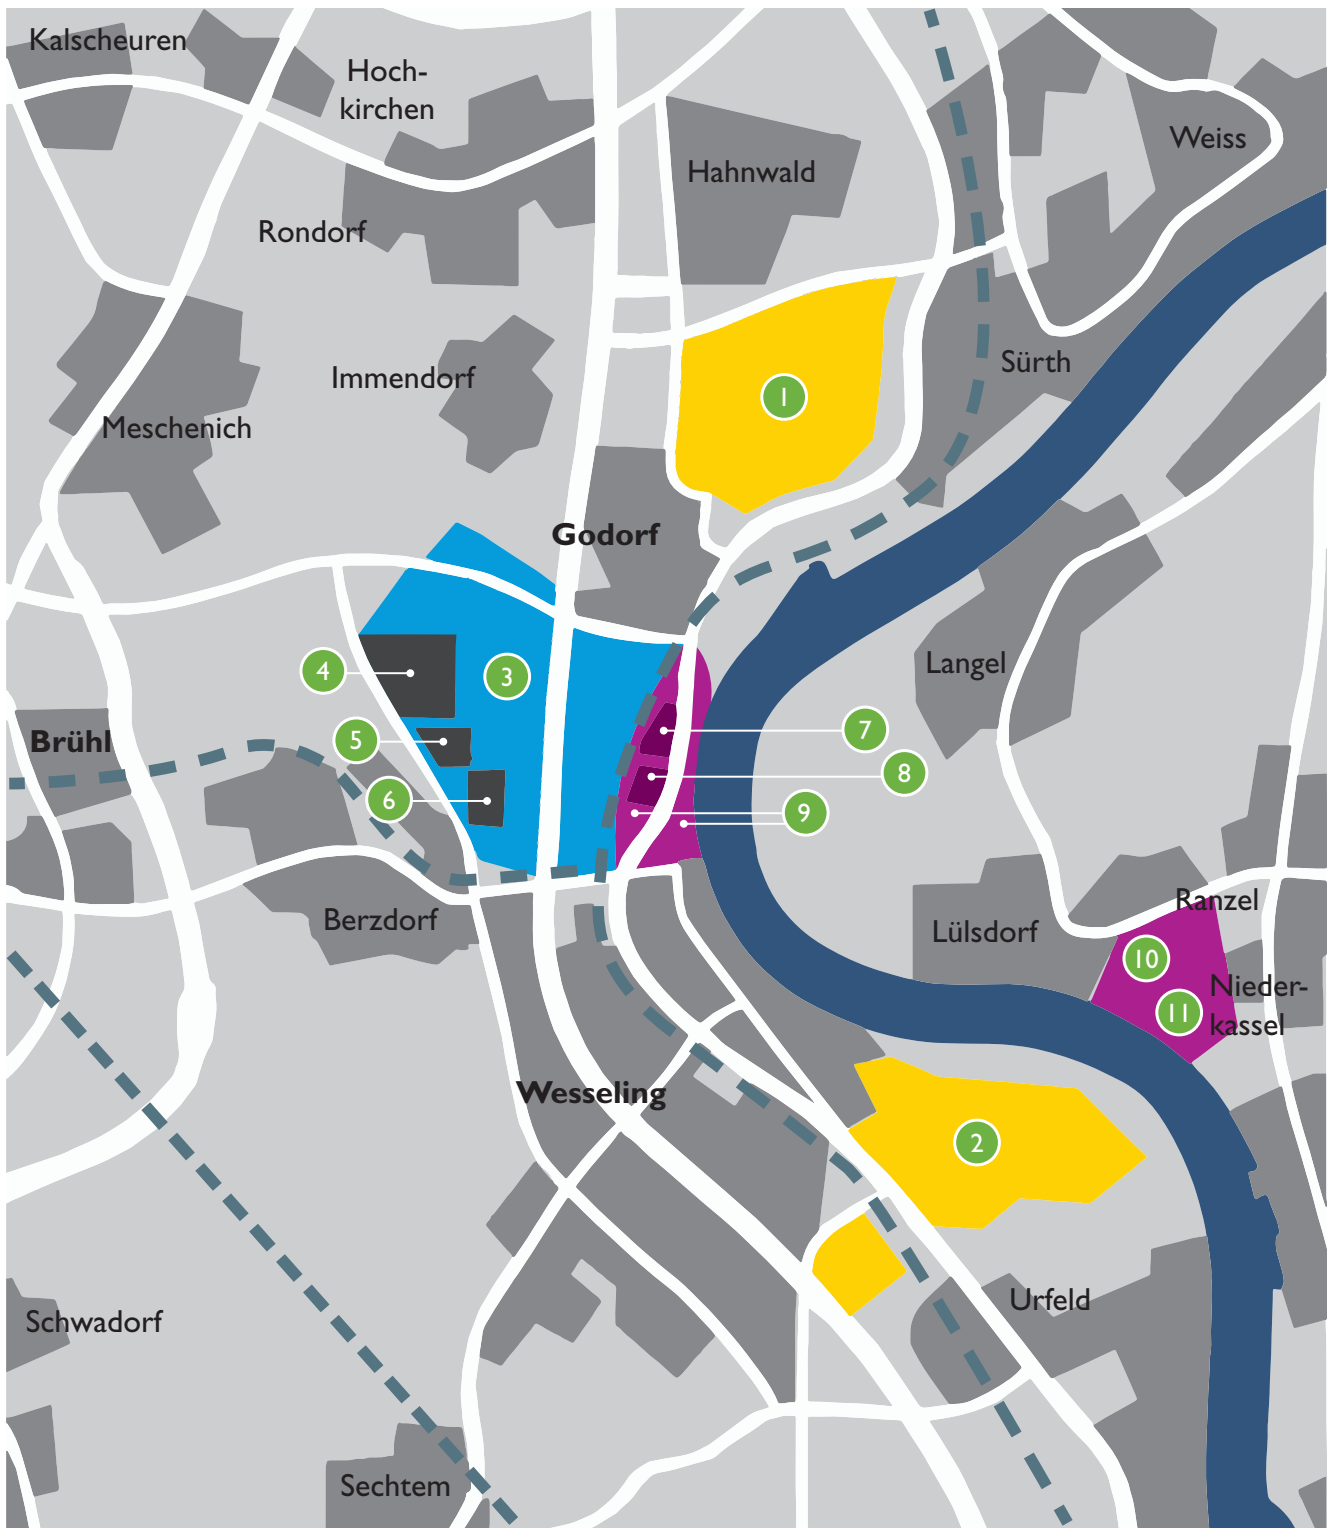 Kalscheuren
Hoch-
kirchen
Weiss
Hahnwald
Rondorf
Sürth
Immendorf
1
Meschenich
Godorf
Langel
4
3
7
Brühl
5
8
6
9
Ranzel
Berzdorf
Lülsdorf
10
Nieder-
kassel
11
Wesseling
2
Urfeld
Schwadorf
Sechtem